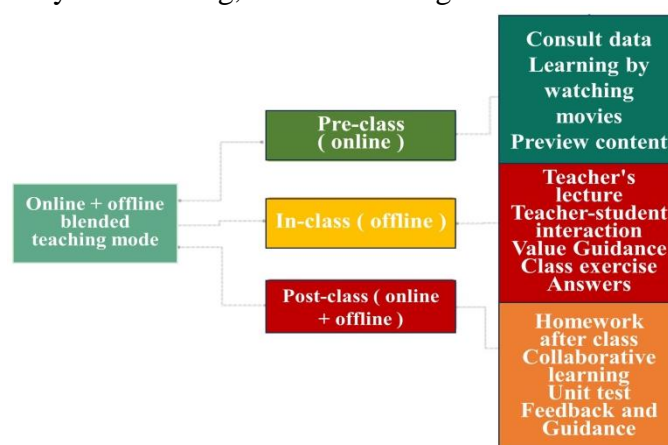 Online + offline
blended
teaching mode
Pre-class
( online )
In-class ( offline )
Post-class ( online
+ offline )
Consult data
Learning by
watching
movies
Preview content
Teacher's
lecture
Teacher-student
interaction
Value Guidance
Class exercise
Answers
Homework
after class
Collaborative
learning
Unit test
Feedback and
Guidance